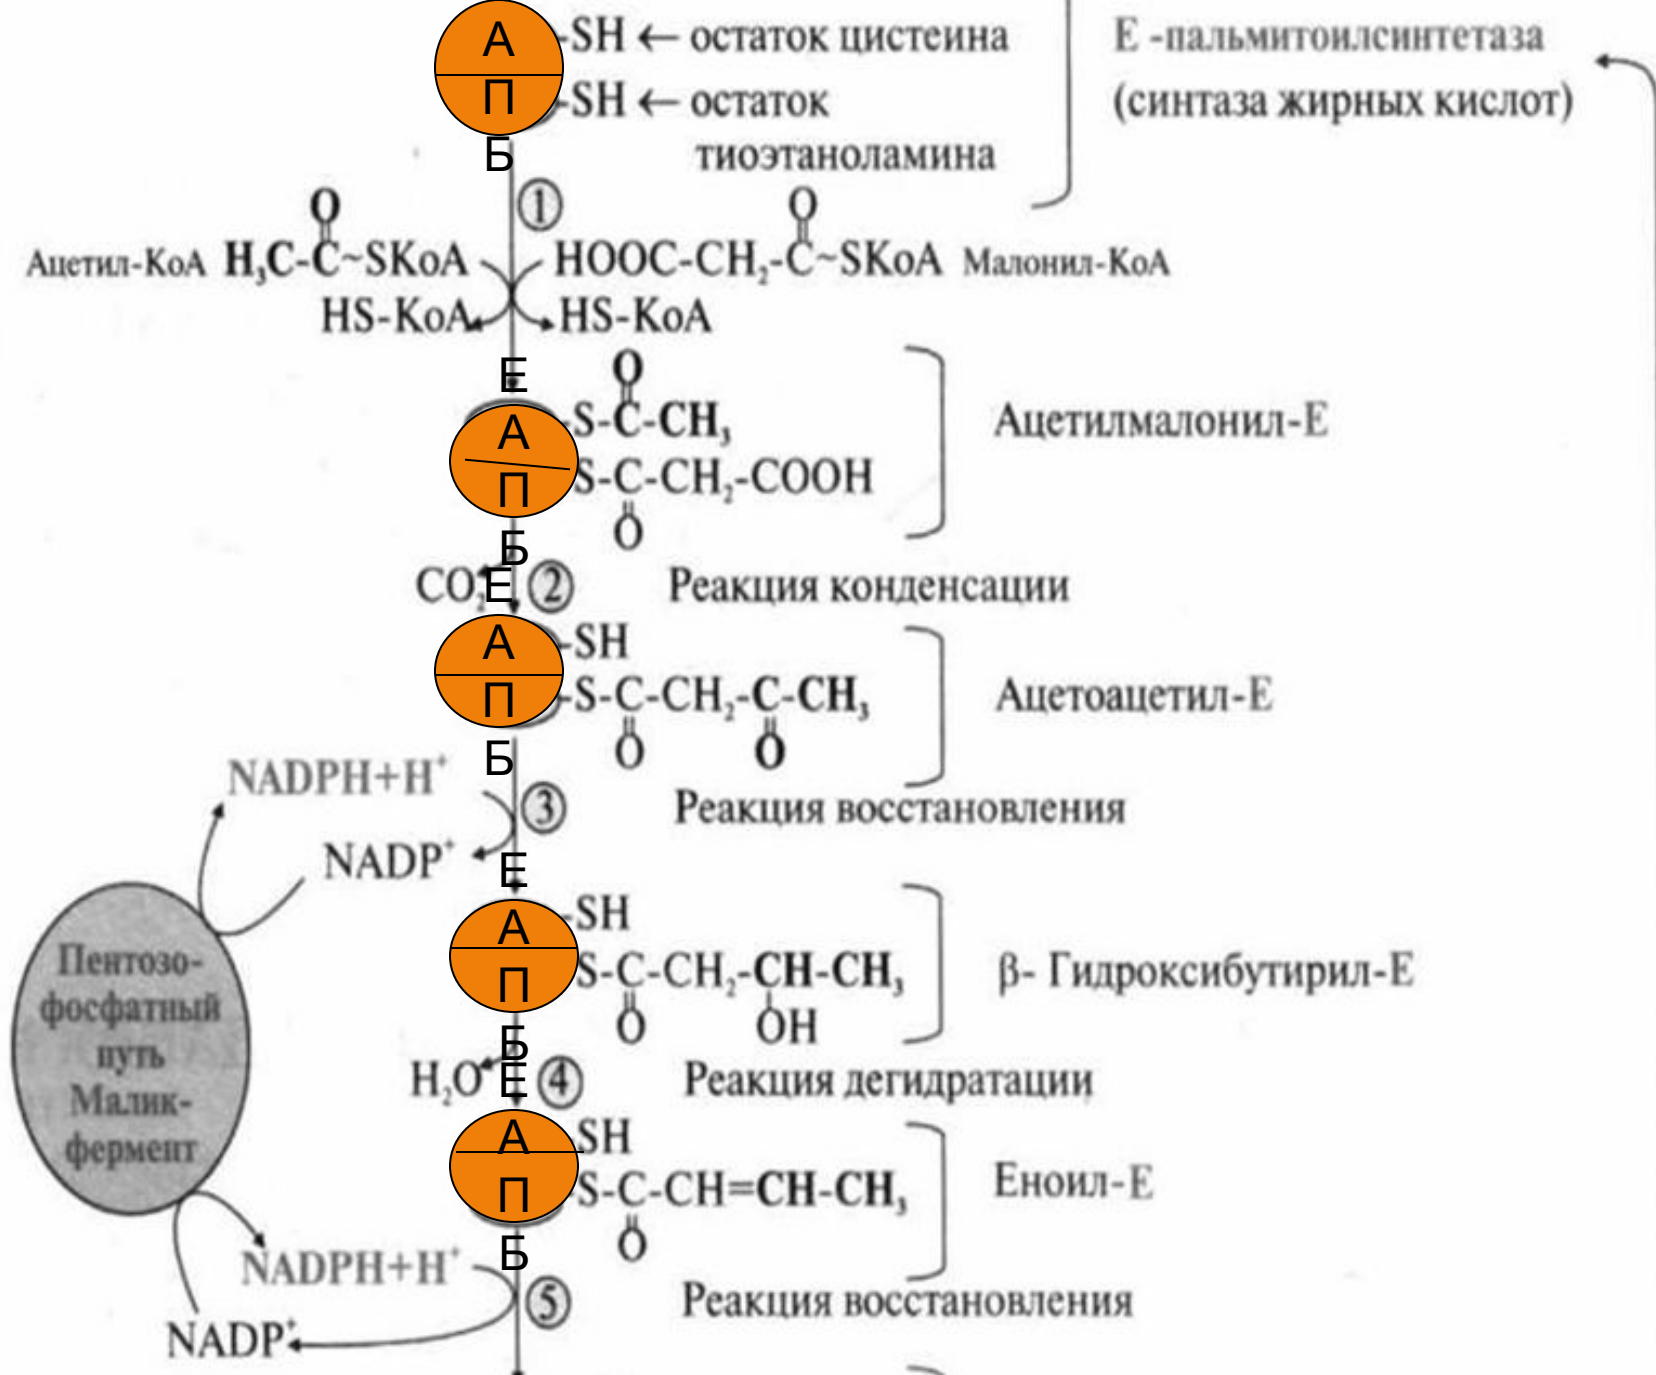 А
-SH ← остаток цистеина
Е -пальмитоилсинтетаза
П
-SH ← остаток
(синтаза жирных кислот)
Б
тиоэтаноламина
1
O
O
Ацетил-КоА H₃C-C~SKoA
HOOC-CH₂-C~SKoA Малонил-КоА
HS-KoA
HS-KoA
Е
O
А
-S-C-CH₃
Ацетилмалонил-Е
П
S-C-CH₂-COOH
O
Б
CO₂
Е
2
Реакция конденсации
А
-SH
П
-S-C-CH₂-C-CH₃
Ацетоацетил-Е
O
O
Б
NADPH+H⁺
3
Реакция восстановления
NADP⁺
Е
А
-SH
Пентозо-
фосфатный
путь
Малик-
фермент
П
S-C-CH₂-CH-CH₃
β- Гидроксибутирил-Е
O
OH
Б
H₂O
Е
4
Реакция дегидратации
А
SH
П
-S-C-CH=CH-CH₃
Еноил-Е
O
Б
NADPH+H⁺
5
Реакция восстановления
NADP⁺